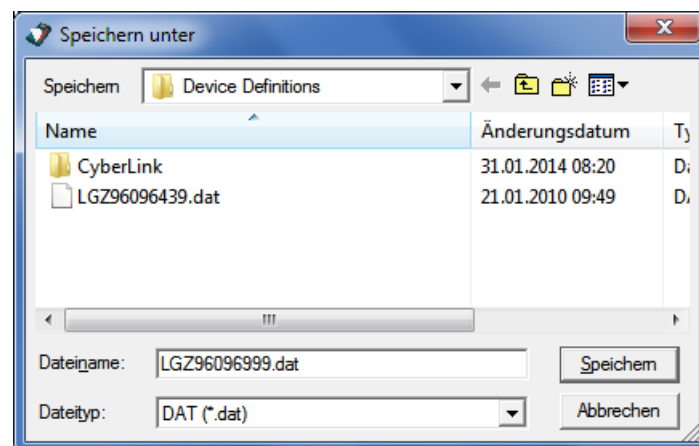 Speichern unter
Speichern Device Definitions
Name Änderungsdatum Ty
CyberLink 31.01.2014 08:20
LGZ96096439.dat 21.01.2010 09:49
Dateiname: LGZ96096999.dat Speichern
Dateityp: DAT (*.dat) Abbrechen